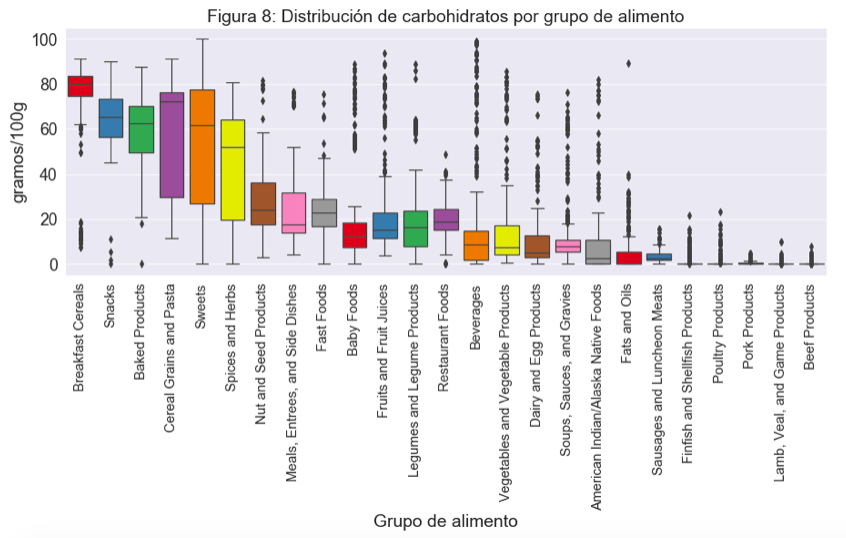 Figura 8: Distribución de carbohidratos por grupo de alimento
gramos/100g
100
80
60
40
20
0
Breakfast Cereals
Snacks
Baked Products
Cereal Grains and Pasta
Sweets
Spices and Herbs
Nut and Seed Products
Meals, Entrees, and Side Dishes
Fast Foods
Baby Foods
Fruits and Fruit Juices
Legumes and Legume Products
Restaurant Foods
Beverages
Vegetables and Vegetable Products
Dairy and Egg Products
Soups, Sauces, and Gravies
American Indian/Alaska Native Foods
Fats and Oils
Sausages and Luncheon Meats
Finfish and Shellfish Products
Poultry Products
Pork Products
Lamb, Veal, and Game Products
Beef Products
Grupo de alimento